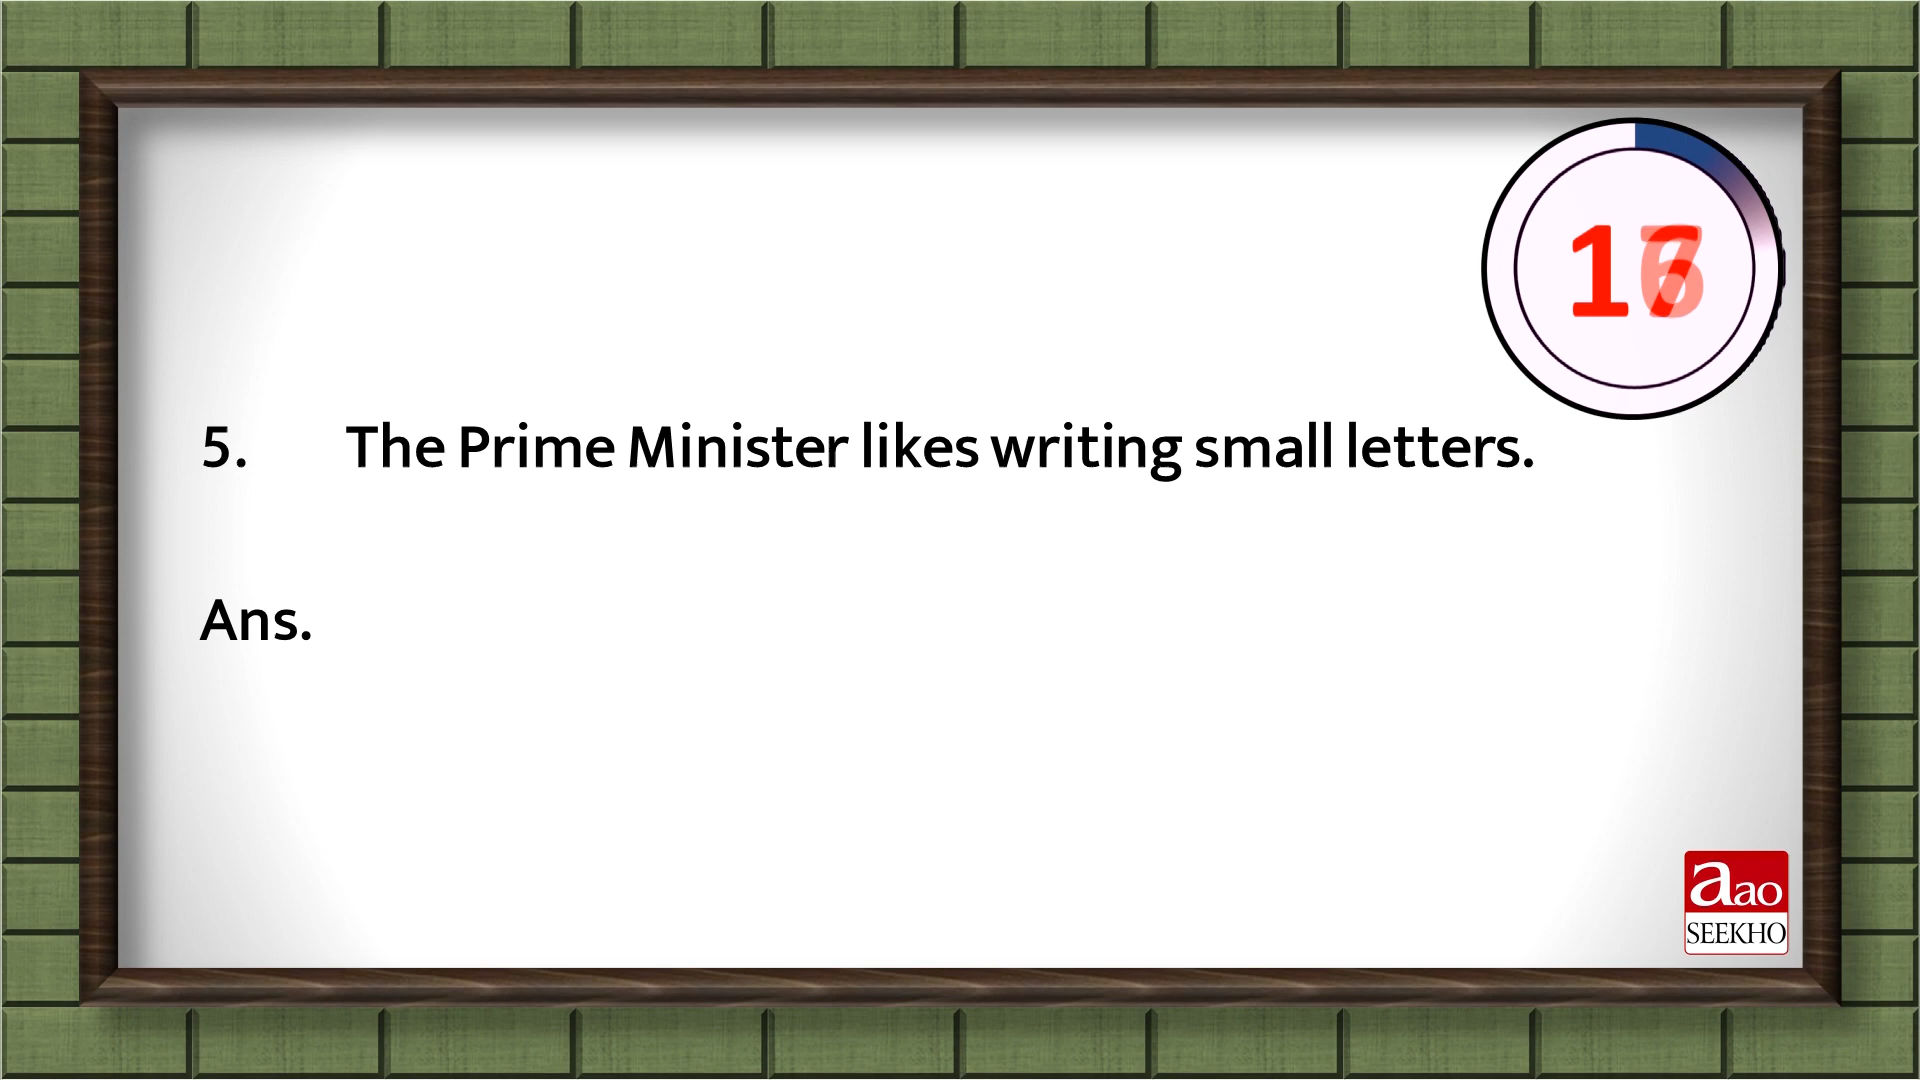 5. The Prime Minister likes writing small letters.
Ans.
aao
SEEKHO